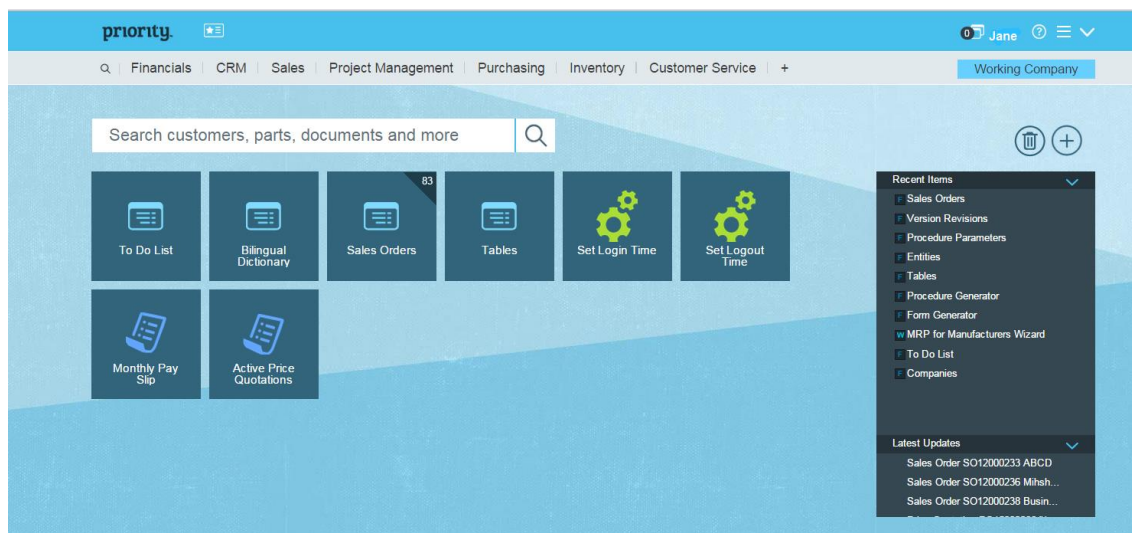 priority.
0 Jane ?
Financials CRM Sales Project Management Purchasing Inventory Customer Service +
Working Company
Search customers, parts, documents and more
To Do List
Bilingual
Dictionary
83
Sales Orders
Tables
Set Login Time
Set Logout
Time
Monthly Pay
Slip
Active Price
Quotations
Recent Items
F Sales Orders
F Version Revisions
F Procedure Parameters
F Entities
F Tables
F Procedure Generator
F Form Generator
W MRP for Manufacturers Wizard
F To Do List
F Companies
Latest Updates
Sales Order SO12000233 ABCD
Sales Order SO12000236 Mihsh...
Sales Order SO12000238 Busin...